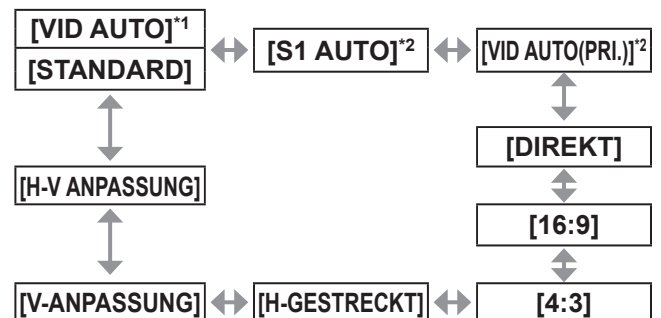 [VID AUTO]*1
[STANDARD]
[S1 AUTO]*2
[VID AUTO(PRI.)]*2
[DIREKT]
[H-V ANPASSUNG]
[16:9]
[V-ANPASSUNG]
[H-GESTRECKT]
[4:3]